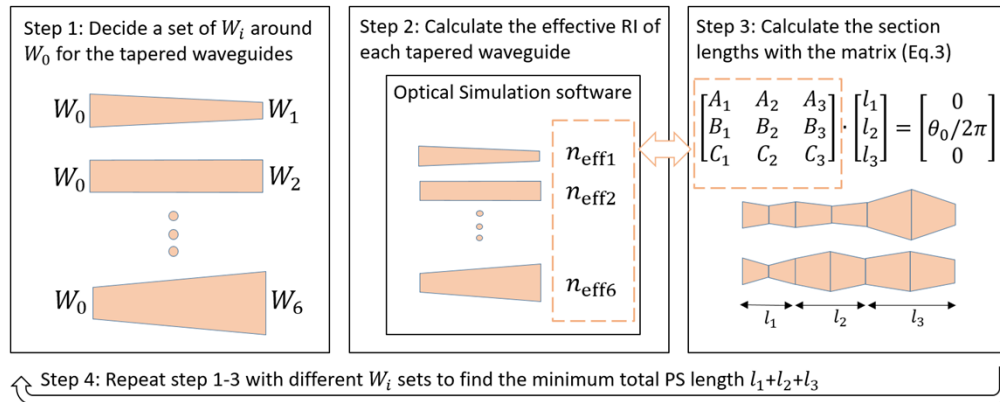 Step 1: Decide a set of W_i around
W_0 for the tapered waveguides
W_0 W_1
W_0 W_2
W_0 W_6
Step 2: Calculate the effective RI of
each tapered waveguide
Optical Simulation software
n_eff1
n_eff2
n_eff6
Step 3: Calculate the section
lengths with the matrix (Eq.3)
[A_1 A_2 A_3] [l_1] [0]
[B_1 B_2 B_3] · [l_2] = [θ_0/2π]
[C_1 C_2 C_3] [l_3] [0]
l_1 l_2 l_3
Step 4: Repeat step 1-3 with different W_i sets to find the minimum total PS length l_1+l_2+l_3